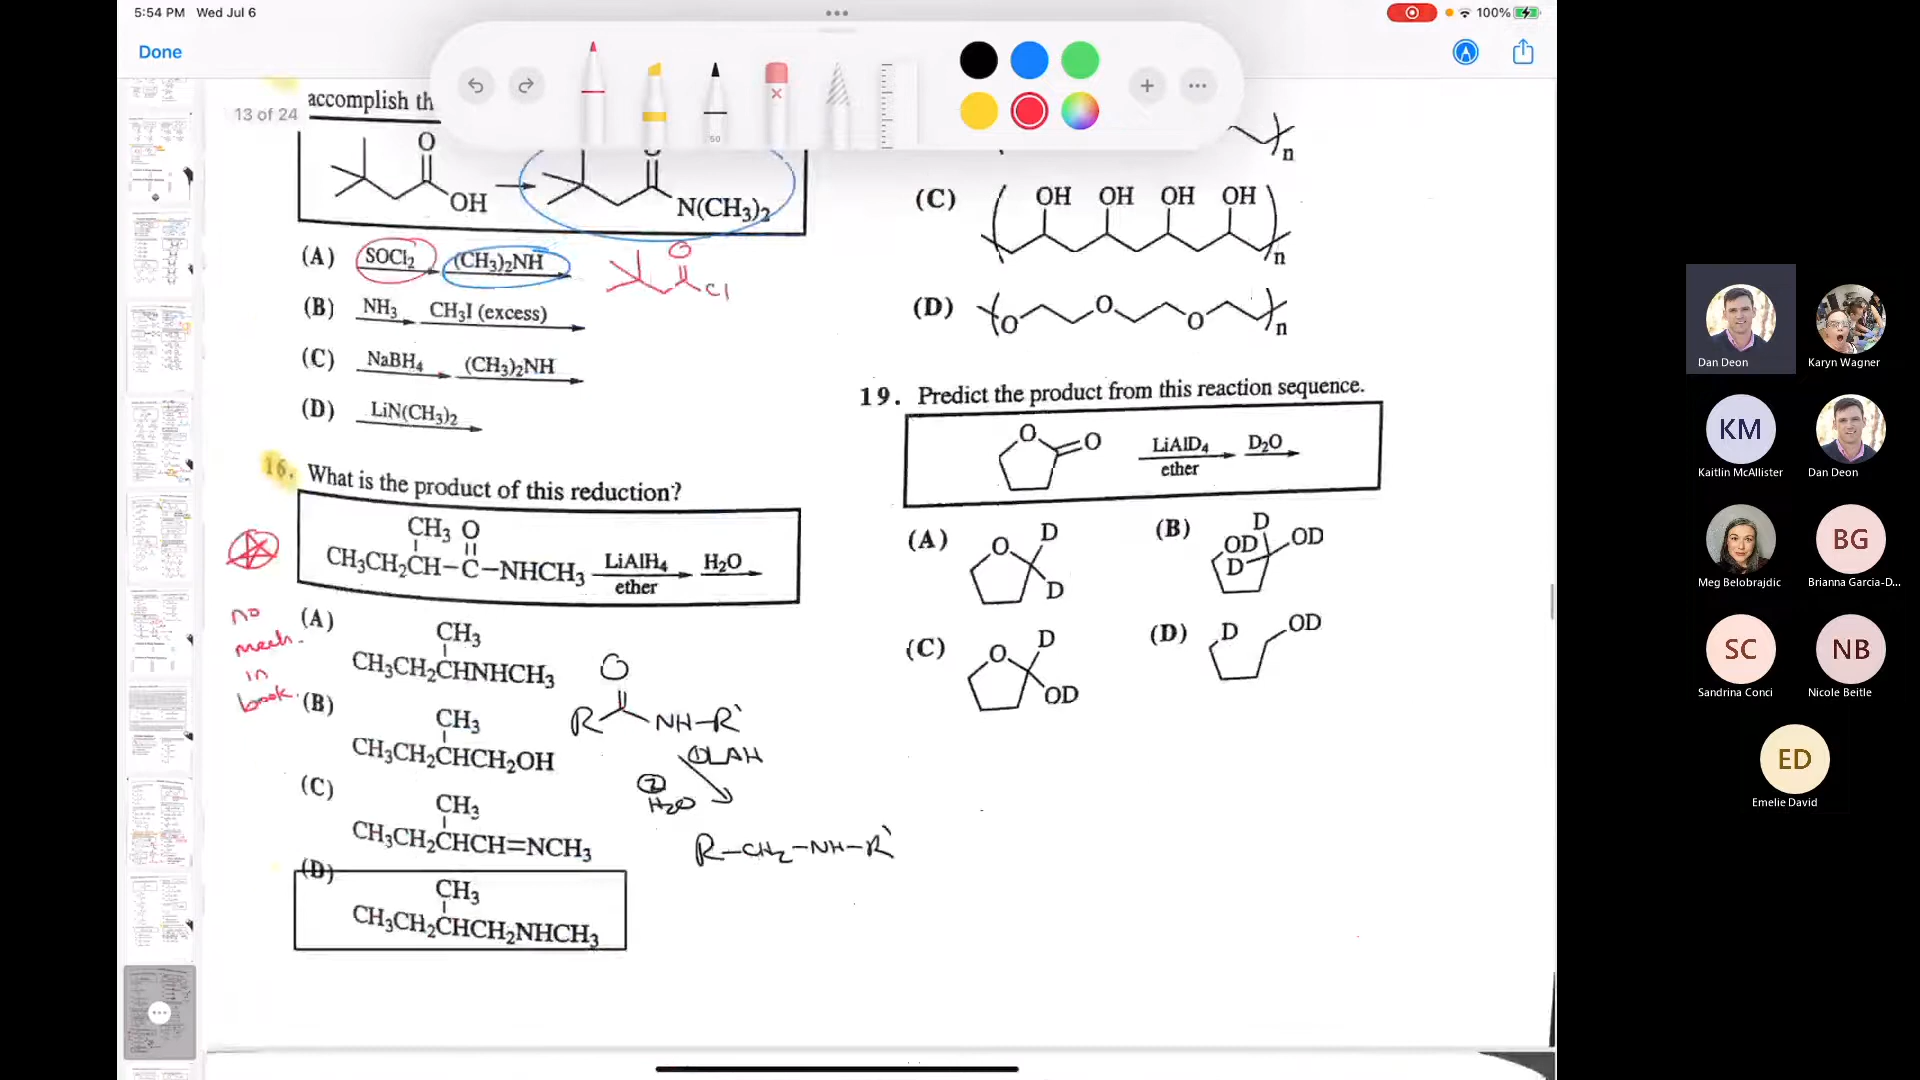 5:54 PM Wed Jul 6
100%
Done
50
13 of 24
accomplish th
O
OH
N(CH3)2
(A) SOCl2 (CH3)2NH
O
Cl
(B) NH3 CH3I (excess)
(C) NaBH4 (CH3)2NH
(D) LiN(CH3)2
16. What is the product of this reduction?
CH3 O
CH3CH2CH–C–NHCH3 LiAlH4 H2O
ether
no
mech.
in
book.
(A)
CH3
CH3CH2CHNHCH3
(B)
CH3
CH3CH2CHCH2OH
(C)
CH3
CH3CH2CHCH=NCH3
(D)
CH3
CH3CH2CHCH2NHCH3
O
R NH–R'
① LAH
② H2O
R–CH2–NH–R'
n
(C) OH OH OH OH
n
(D) O O O n
19. Predict the product from this reaction sequence.
O O LiAlD4 D2O
ether
(A) O D
D
(B) D
OD OD
D
(C) O D
OD
(D) D OD
Dan Deon
Karyn Wagner
KM
Kaitlin McAllister
Dan Deon
Meg Belobrajdic
BG
Brianna Garcia-D...
SC
Sandrina Conci
NB
Nicole Beitle
ED
Emelie David